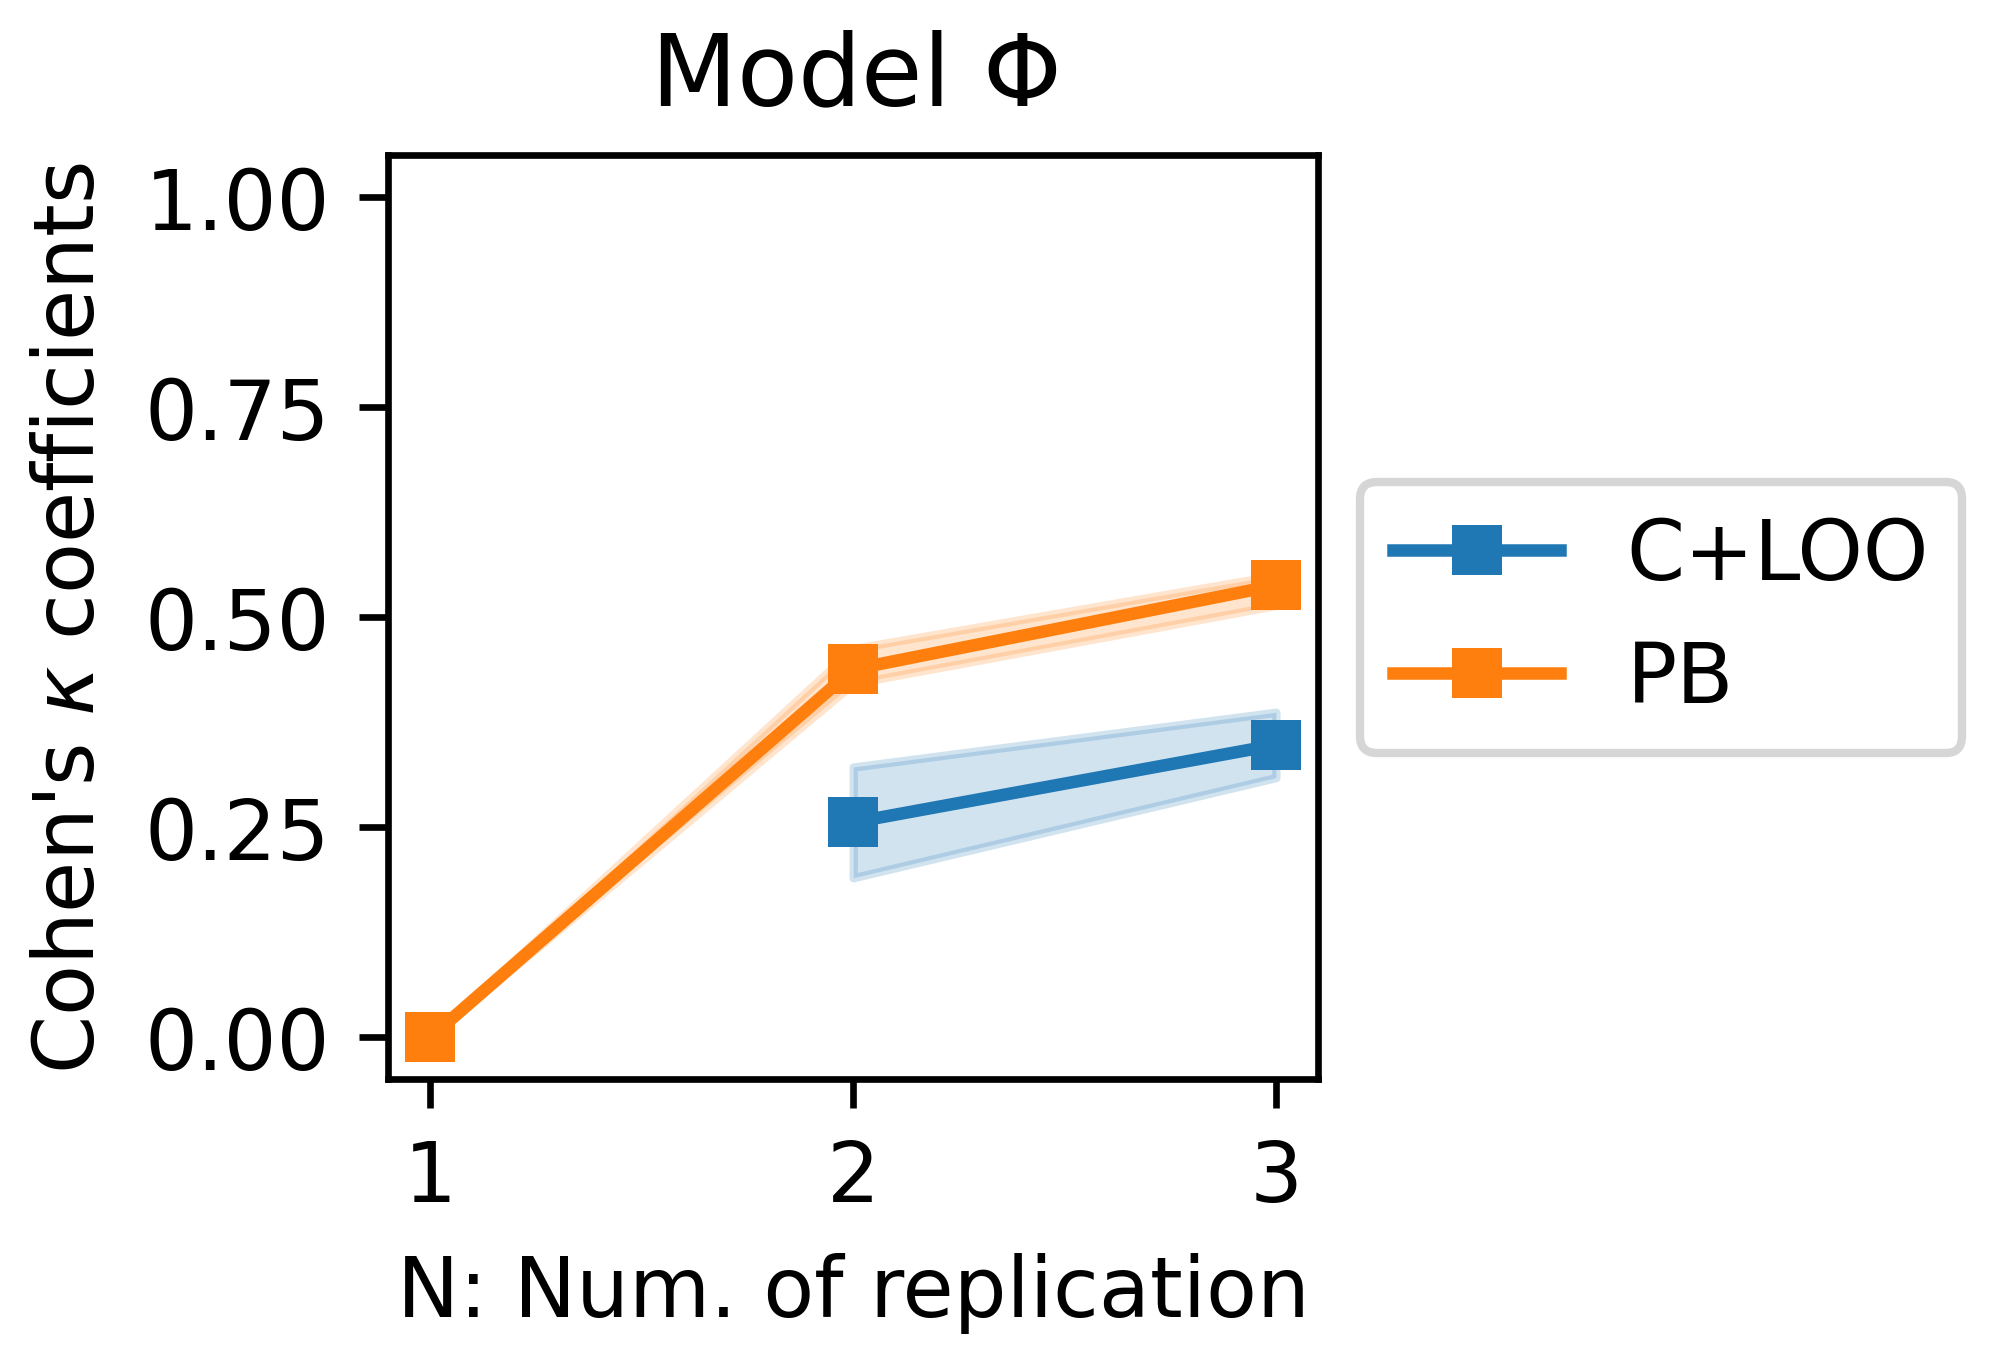 Model Φ
Cohen's κ coefficients
1.00
0.75
0.50
0.25
0.00
1 2 3
N: Num. of replication
C+LOO
PB